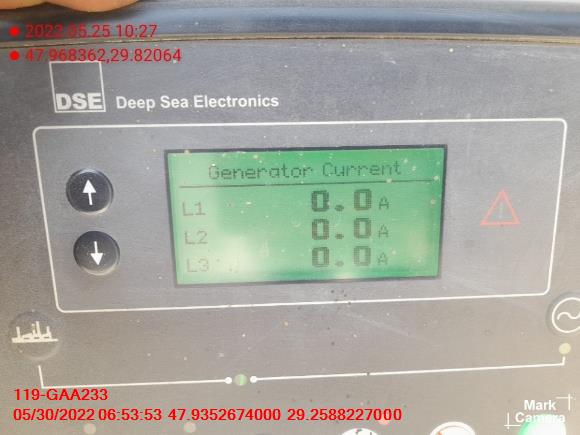 2022.05.25 10:27
47.968362,29.82064
DSE Deep Sea Electronics
Generator Current
L1 0.0 A
L2 0.0 A
L3 0.0 A
119-GAA233
05/30/2022 06:53:53 47.9352674000 29.2588227000
Mark
Camera